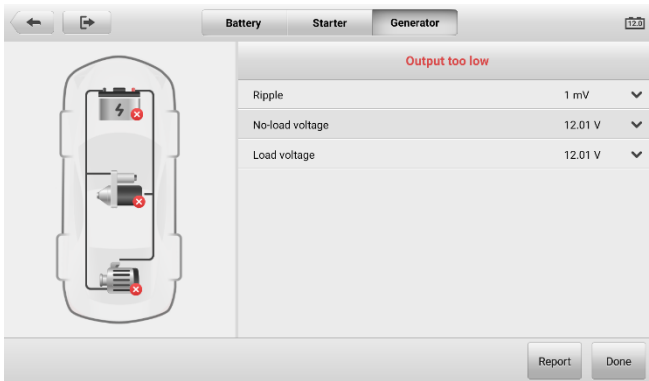 Battery Starter Generator
12.0
Output too low
Ripple 1 mV
No-load voltage 12.01 V
Load voltage 12.01 V
Report Done